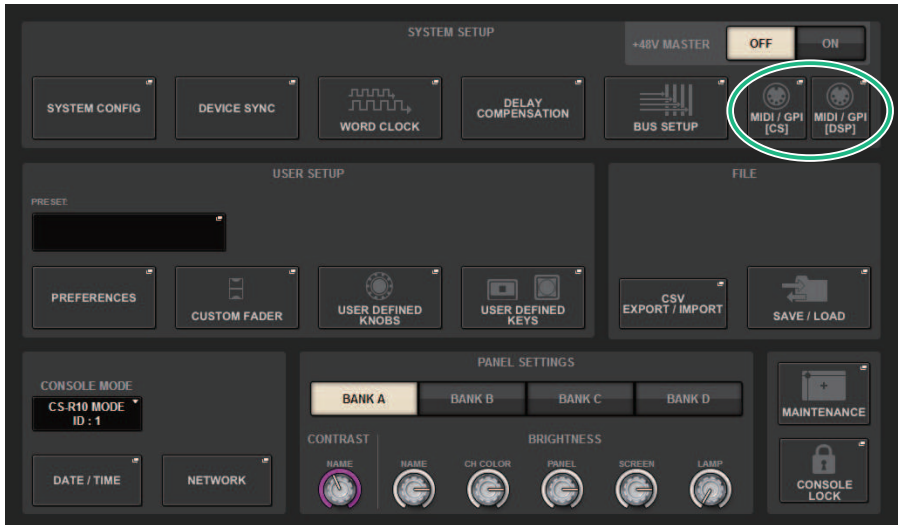 SYSTEM SETUP
+48V MASTER
OFF
ON
SYSTEM CONFIG
DEVICE SYNC
WORD CLOCK
DELAY
COMPENSATION
BUS SETUP
MIDI / GPI
[CS]
MIDI / GPI
[DSP]
USER SETUP
PRESET
PREFERENCES
CUSTOM FADER
USER DEFINED
KNOBS
USER DEFINED
KEYS
FILE
CSV
EXPORT / IMPORT
SAVE / LOAD
CONSOLE MODE
CS-R10 MODE
ID : 1
DATE / TIME
NETWORK
PANEL SETTINGS
BANK A
BANK B
BANK C
BANK D
CONTRAST
BRIGHTNESS
NAME
NAME
CH COLOR
PANEL
SCREEN
LAMP
MAINTENANCE
CONSOLE
LOCK